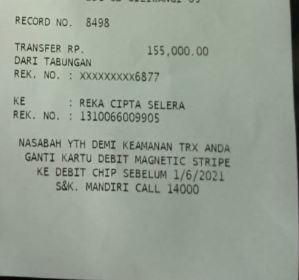 RECORD NO. 8498
TRANSFER RP. 155,000.00
DARI TABUNGAN
REK. NO. : XXXXXXXXX6877
KE : REKA CIPTA SELERA
REK. NO. : 1310066009905
NASABAH YTH DEMI KEAMANAN TRX ANDA
GANTI KARTU DEBIT MAGNETIC STRIPE
KE DEBIT CHIP SEBELUM 1/6/2021
S&K. MANDIRI CALL 14000